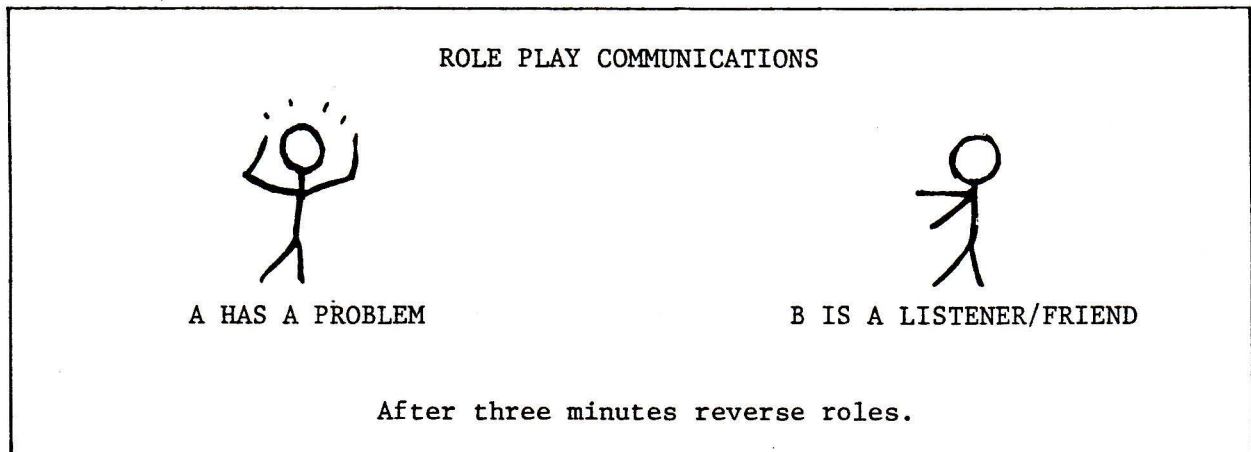 ROLE PLAY COMMUNICATIONS
A HAS A PROBLEM
B IS A LISTENER/FRIEND
After three minutes reverse roles.